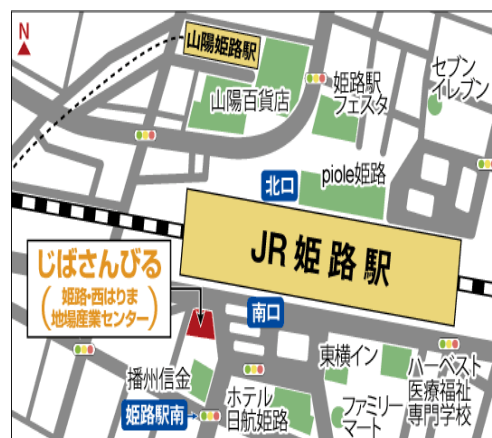 N
山陽姫路駅
山陽百貨店
姫路駅
フェスタ
セブン
イレブン
piole姫路
北口
JR姫路駅
じばさんびる
(姫路・西はりま
地場産業センター)
南口
播州信金
姫路駅南
ホテル
日航姫路
東横イン
ファミリー
マート
ハーベスト
医療福祉
専門学校